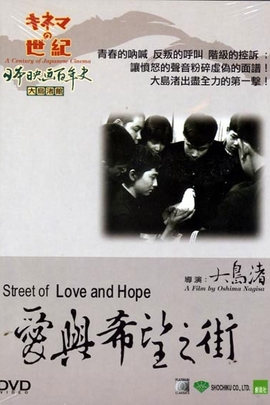 キネマの
世紀
A Century of Japanese Cinema
日本映画百年史
大島渚篇
青春的吶喊 反叛的呼叫 階級的控訴：
讓憤怒的聲音粉碎虛偽的面譜！
大島渚出盡全力的第一擊！
導演：大島渚
A Film by Oshima Nagisa
Street of Love and Hope
愛與希望之街
DVD
SHOCHIKU CO., LTD.